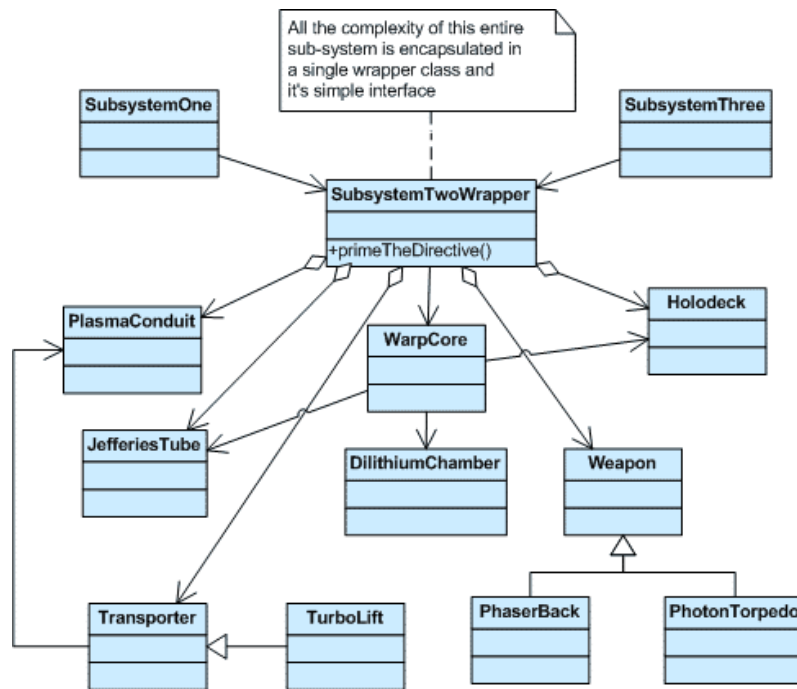 All the complexity of this entire
sub-system is encapsulated in
a single wrapper class and
it's simple interface
SubsystemOne
SubsystemThree
SubsystemTwoWrapper
+primeTheDirective()
PlasmaConduit
Holodeck
WarpCore
JefferiesTube
DilithiumChamber
Weapon
Transporter
TurboLift
PhaserBack
PhotonTorpedo